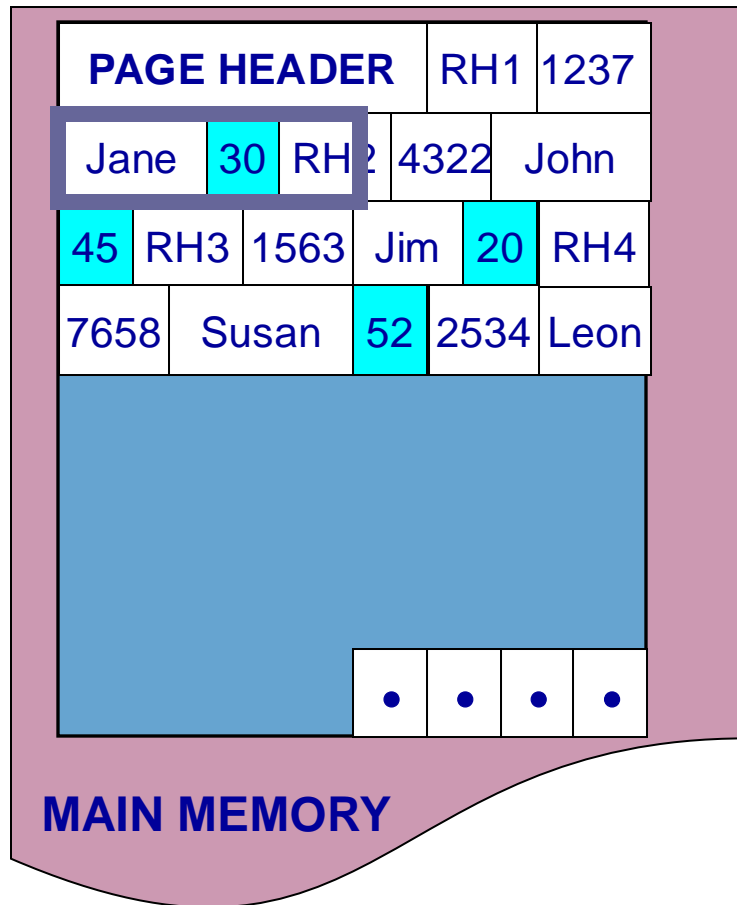 PAGE HEADER RH1 1237
Jane 30 RH2 4322 John
45 RH3 1563 Jim 20 RH4
7658 Susan 52 2534 Leon
MAIN MEMORY